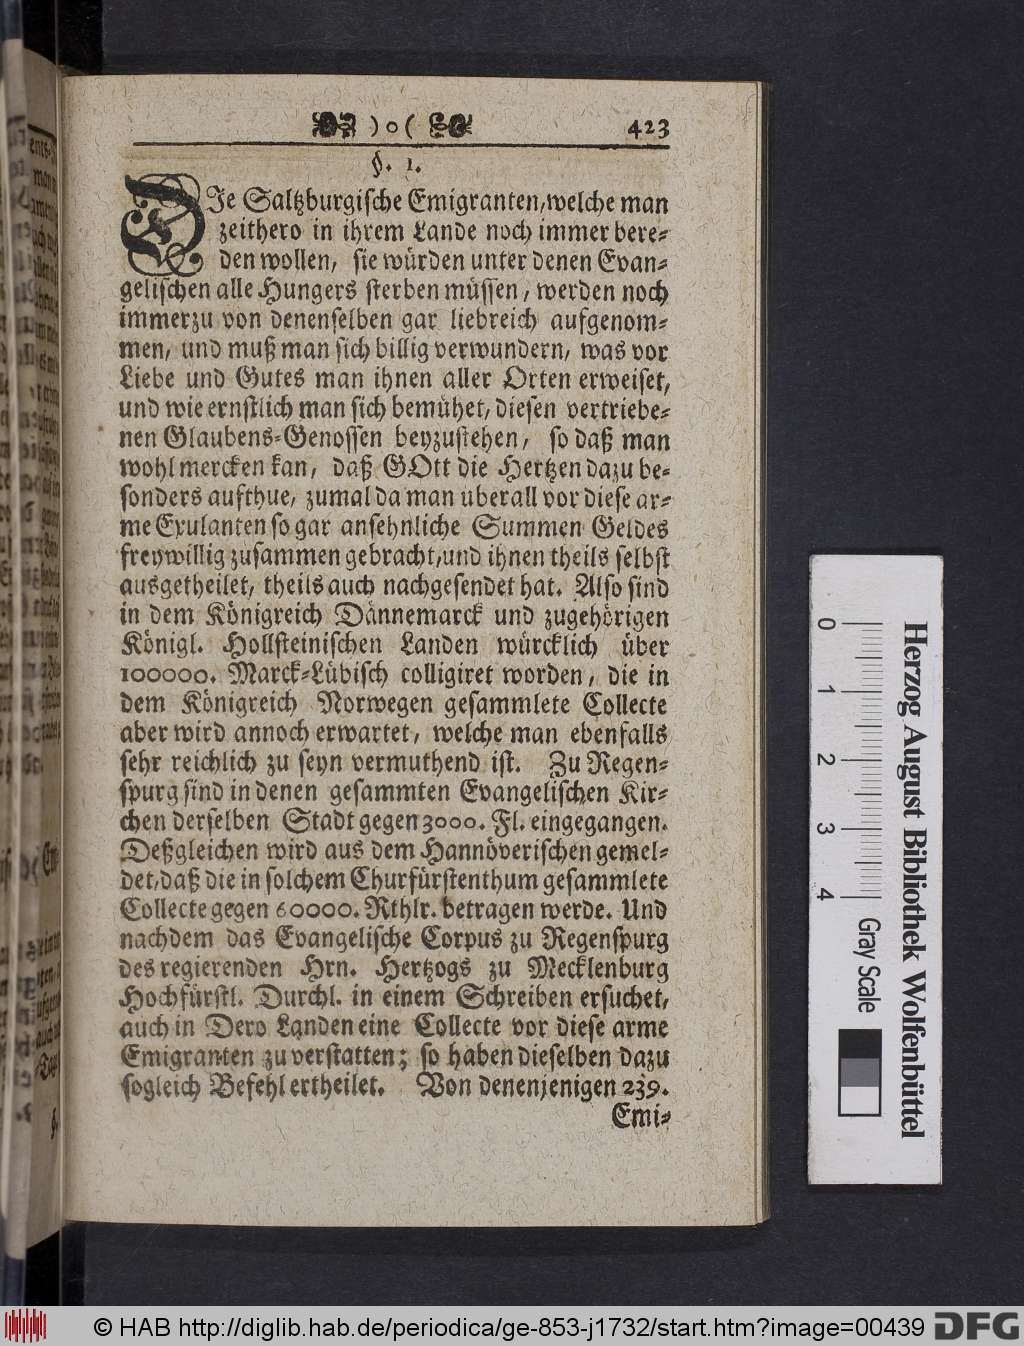 )o( 423
§. 1.
DIe Saltzburgische Emigranten, welche man
zeithero in ihrem Lande noch immer bere-
den wollen, sie würden unter denen Evan-
gelischen alle Hungers sterben müssen, werden noch
immerzu von denenselben gar liebreich aufgenom-
men, und muß man sich billig verwundern, was vor
Liebe und Gutes man ihnen aller Orten erweiset,
und wie ernstlich man sich bemühet, diesen vertriebe-
nen Glaubens-Genossen beyzustehen, so daß man
wohl mercken kan, daß GOtt die Hertzen dazu be-
sonders aufthue, zumal da man überall vor diese ar-
me Exulanten so gar ansehnliche Summen Geldes
freywillig zusammen gebracht, und ihnen theils selbst
ausgetheilet, theils auch nachgesendet hat. Also sind
in dem Königreich Dännemarck und zugehörigen
Königl. Hollsteinischen Landen würcklich über
100000. Marck-Lübisch colligiret worden, die in
dem Königreich Norwegen gesammlete Collecte
aber wird annoch erwartet, welche man ebenfalls
sehr reichlich zu seyn vermuthend ist. Zu Regen-
spurg sind in denen gesammten Evangelischen Kir-
chen derselben Stadt gegen 3000. Fl. eingegangen.
Deßgleichen wird aus dem Hannöverischen gemel-
det, daß die in solchem Churfürstenthum gesammlete
Collecte gegen 60000. Rthlr. betragen werde. Und
nachdem das Evangelische Corpus zu Regenspurg
des regierenden Hrn. Hertzogs zu Mecklenburg
Hochfürstl. Durchl. in einem Schreiben ersuchet,
auch in Dero Landen eine Collecte vor diese arme
Emigranten zu verstatten; so haben dieselben dazu
sogleich Befehl ertheilet. Von denenjenigen 239.
Emi-
0 1 2 3 4
Gray Scale
Herzog August Bibliothek Wolfenbüttel
© HAB http://diglib.hab.de/periodica/ge-853-j1732/start.htm?image=00439
DFG